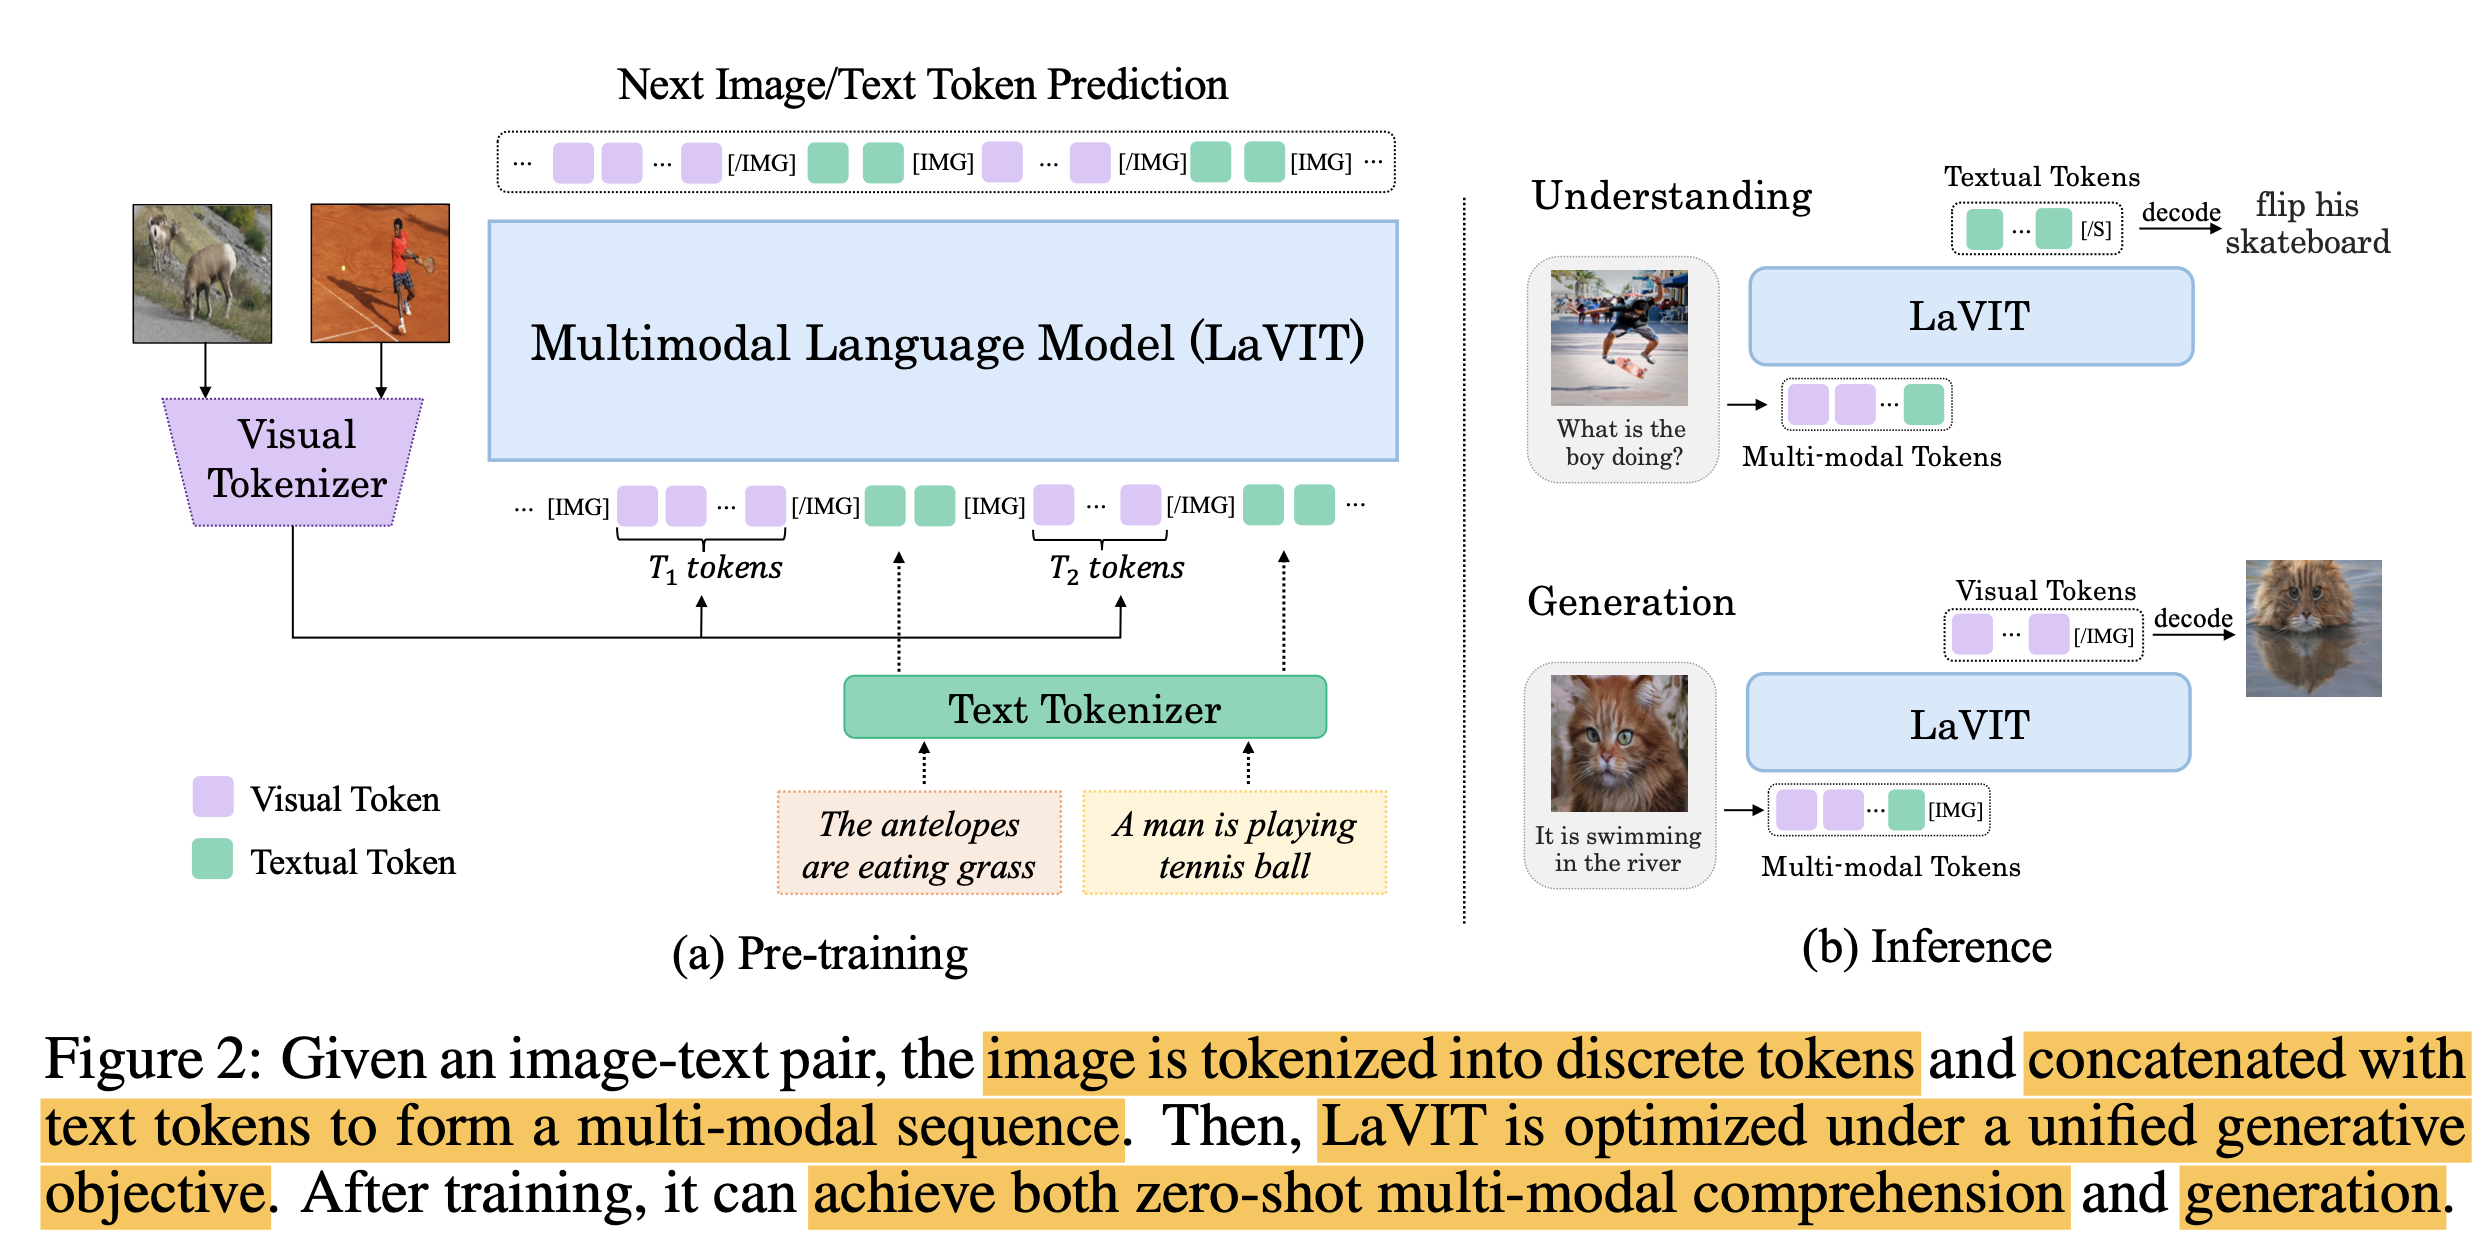 Next Image/Text Token Prediction
... ... [/IMG] [IMG] ... [/IMG] [IMG] ...
Multimodal Language Model (LaVIT)
Visual
Tokenizer
... [IMG] ... [/IMG] [IMG] ... [/IMG] ...
T1 tokens
T2 tokens
Text Tokenizer
The antelopes
are eating grass
A man is playing
tennis ball
Visual Token
Textual Token
(a) Pre-training
Understanding
Textual Tokens
... [/S]
decode
flip his
skateboard
LaVIT
What is the
boy doing?
...
Multi-modal Tokens
Generation
Visual Tokens
... [/IMG]
decode
LaVIT
It is swimming
in the river
... [IMG]
Multi-modal Tokens
(b) Inference
Figure 2: Given an image-text pair, the image is tokenized into discrete tokens and concatenated with
text tokens to form a multi-modal sequence. Then, LaVIT is optimized under a unified generative
objective. After training, it can achieve both zero-shot multi-modal comprehension and generation.